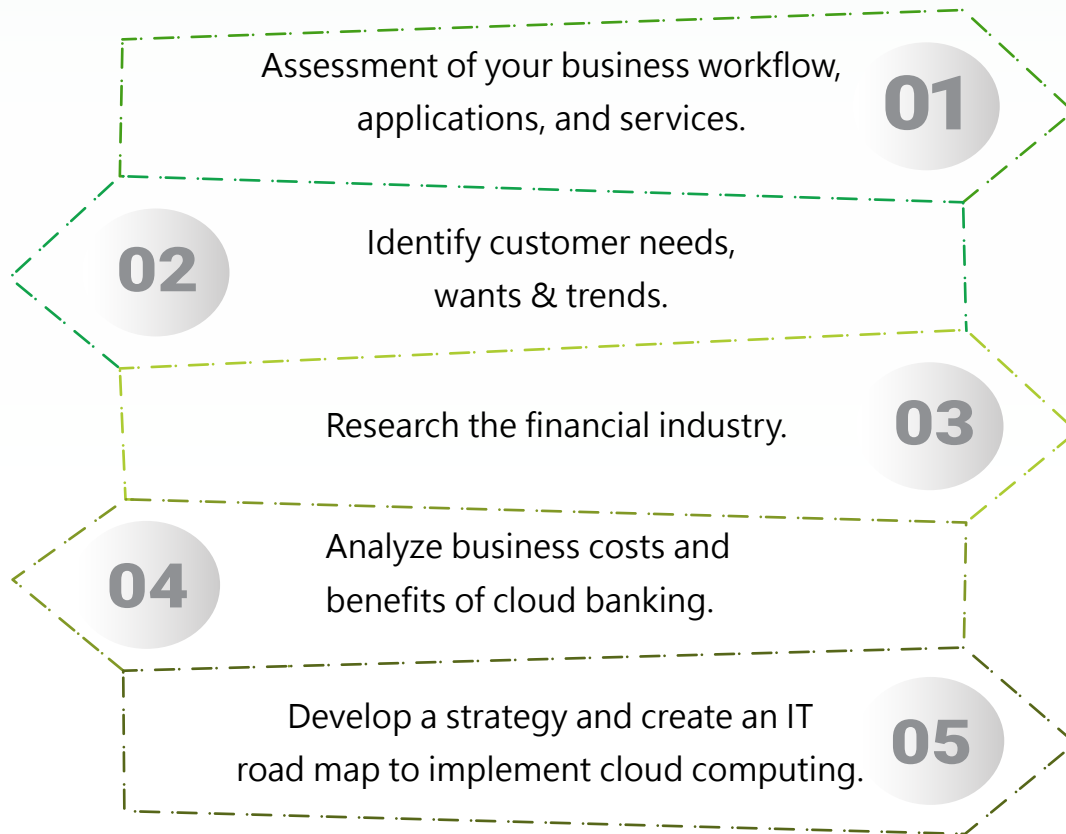 Assessment of your business workflow,
applications, and services.
01
02
Identify customer needs,
wants & trends.
Research the financial industry.
03
04
Analyze business costs and
benefits of cloud banking.
Develop a strategy and create an IT
road map to implement cloud computing.
05